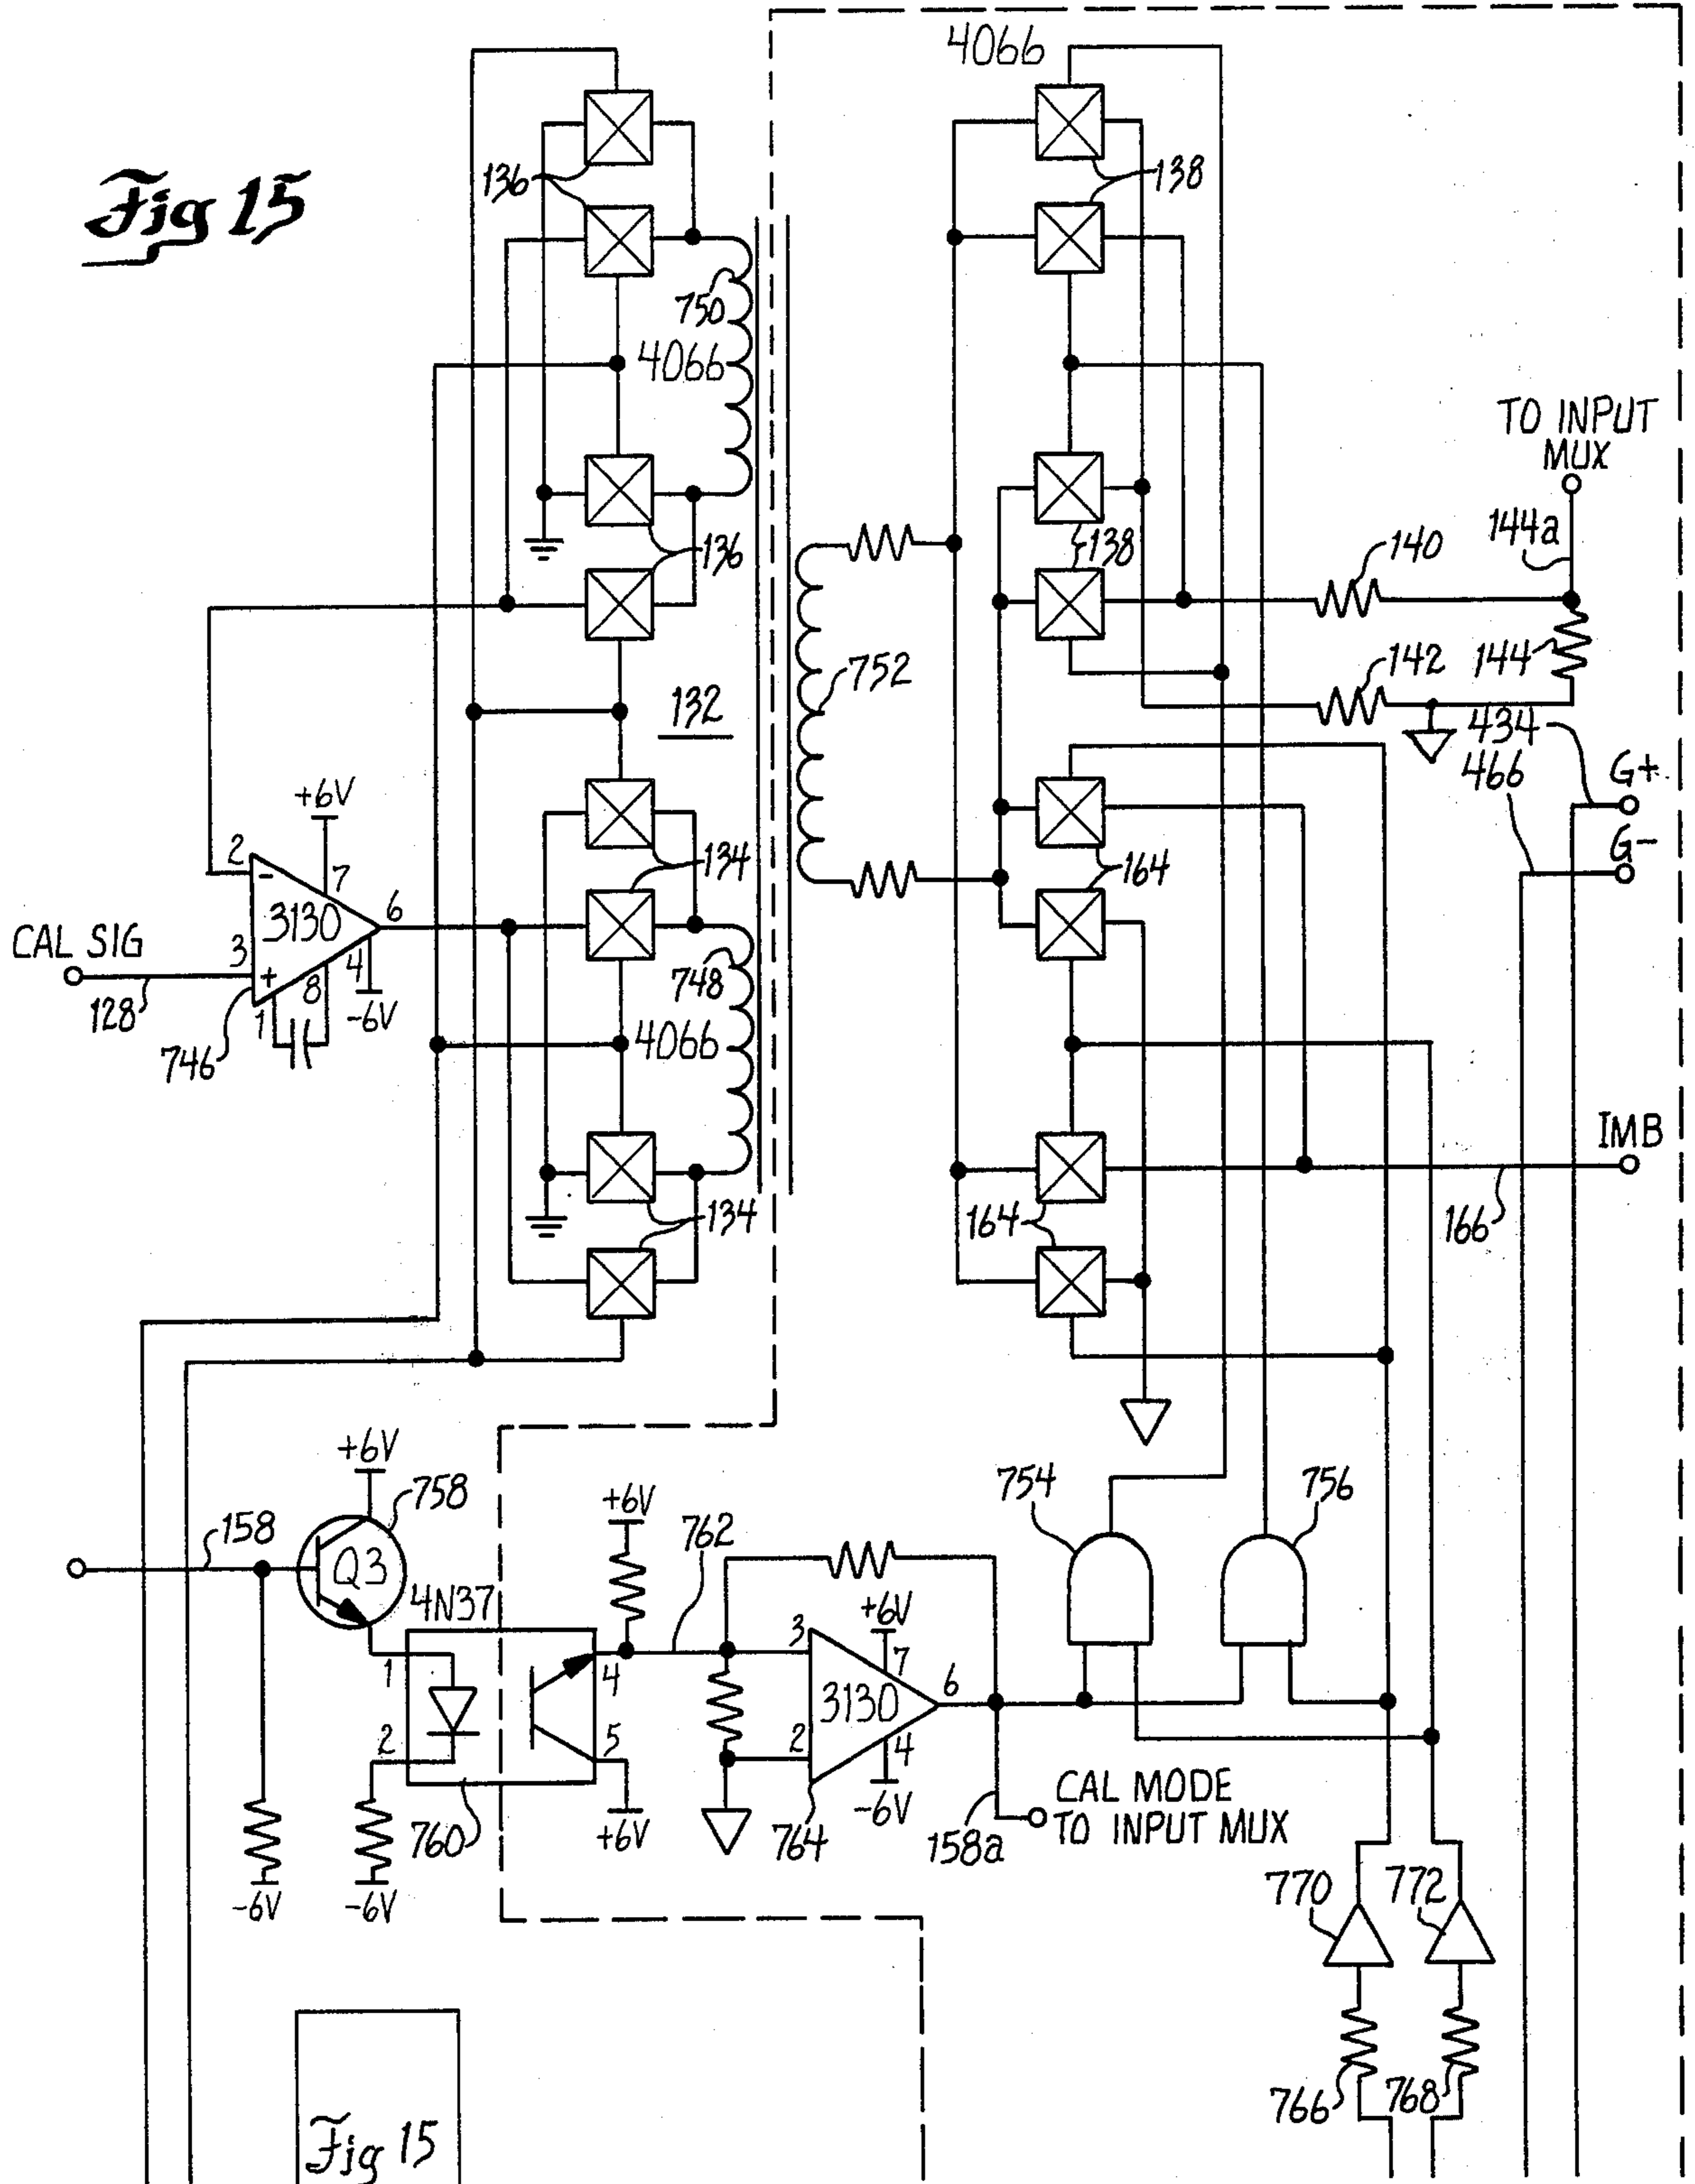 Fig 15
4066
136
138
750
4066
TO INPUT
MUX
136
138
140
144a
752
142
144
132
434
466
G+
G-
+6V
2
-
7
134
164
3130
6
CAL SIG
3
+
4
8
-6V
128
1
746
748
4066
IMB
134
164
166
+6V
758
754
756
158
+6V
762
Q3
4N37
+6V
1
4
3
7
3130
6
2
5
2
4
-6V
CAL MODE
TO INPUT MUX
760
+6V
764
158a
-6V
-6V
770
772
766
768
Fig 15